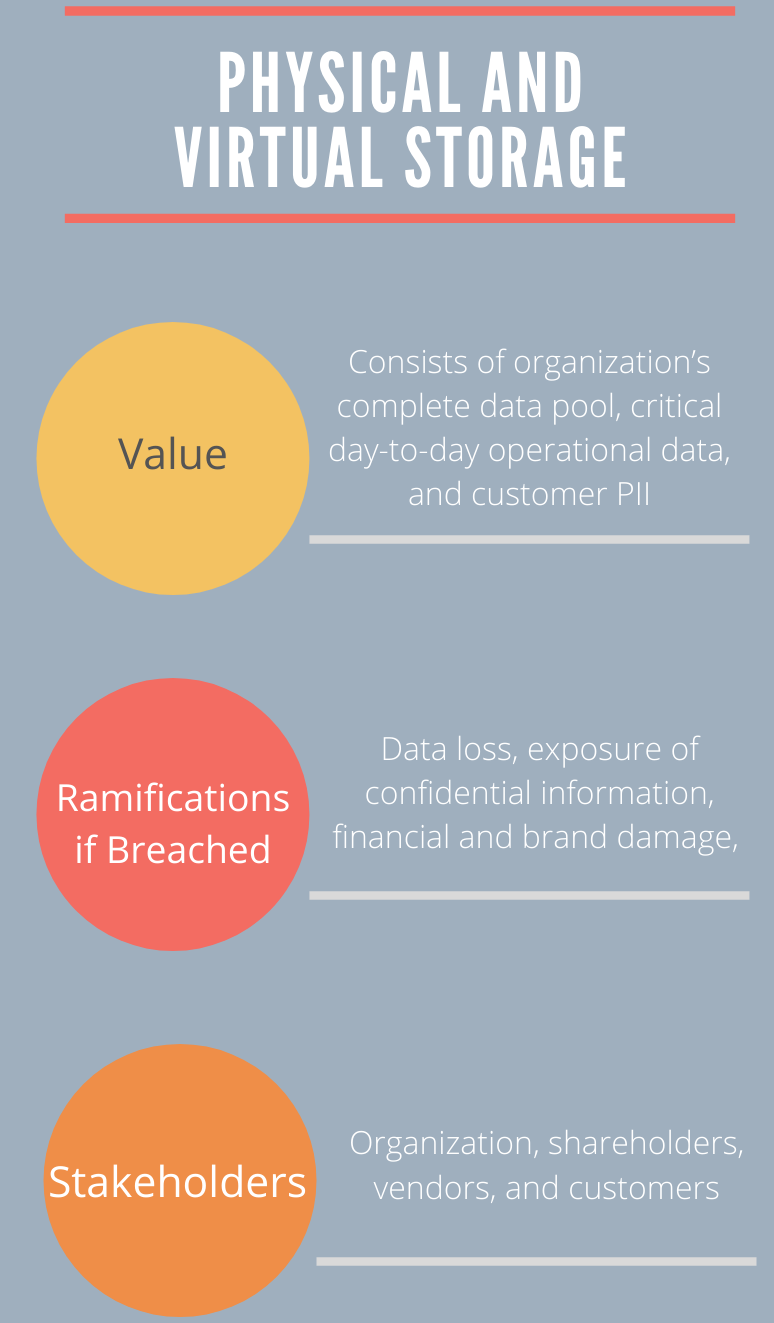 PHYSICAL AND
VIRTUAL STORAGE
Value
Consists of organization’s
complete data pool, critical
day-to-day operational data,
and customer PII
Ramifications
if Breached
Data loss, exposure of
confidential information,
financial and brand damage,
Stakeholders
Organization, shareholders,
vendors, and customers